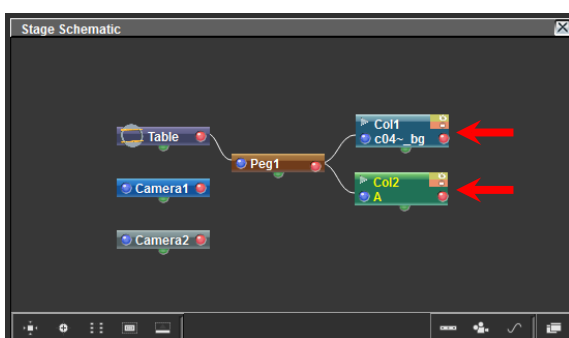 Stage Schematic
Col1
Table
c04~_bg
Peg1
Col2
Camera1
A
Camera2